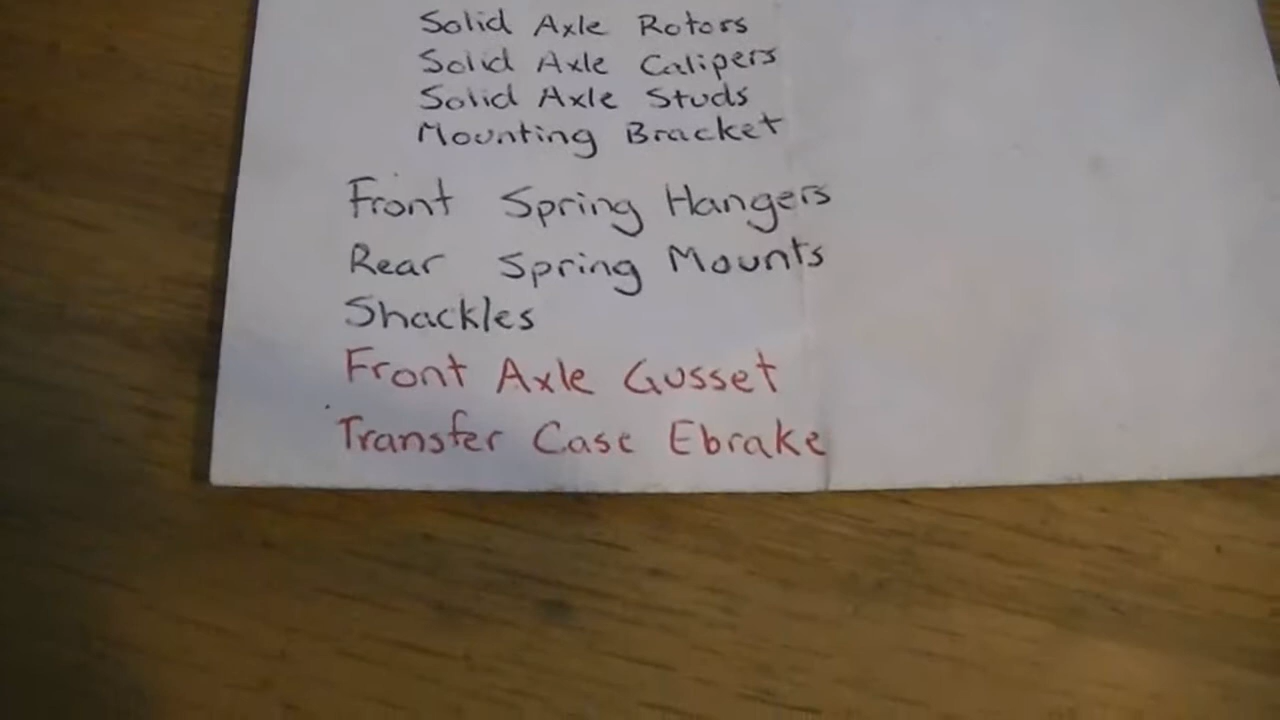 Solid Axle Rotors
Solid Axle Calipers
Solid Axle Studs
Mounting Bracket
Front Spring Hangers
Rear Spring Mounts
Shackles
Front Axle Gusset
Transfer Case Ebrake